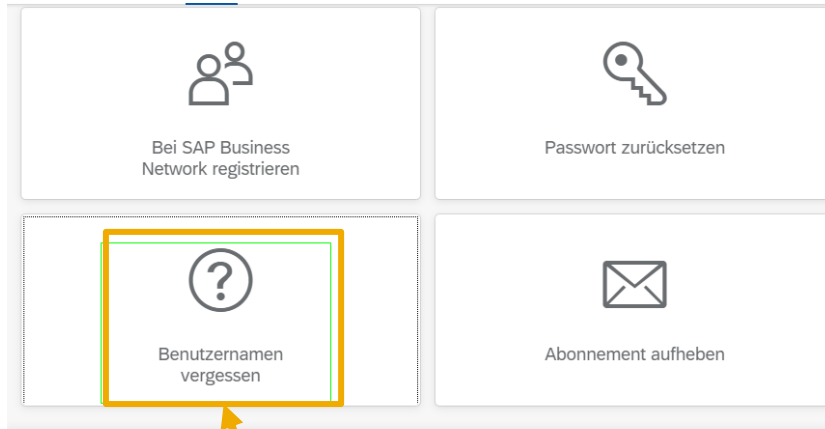 Bei SAP Business
Network registrieren
Passwort zurücksetzen
Benutzernamen
vergessen
Abonnement aufheben